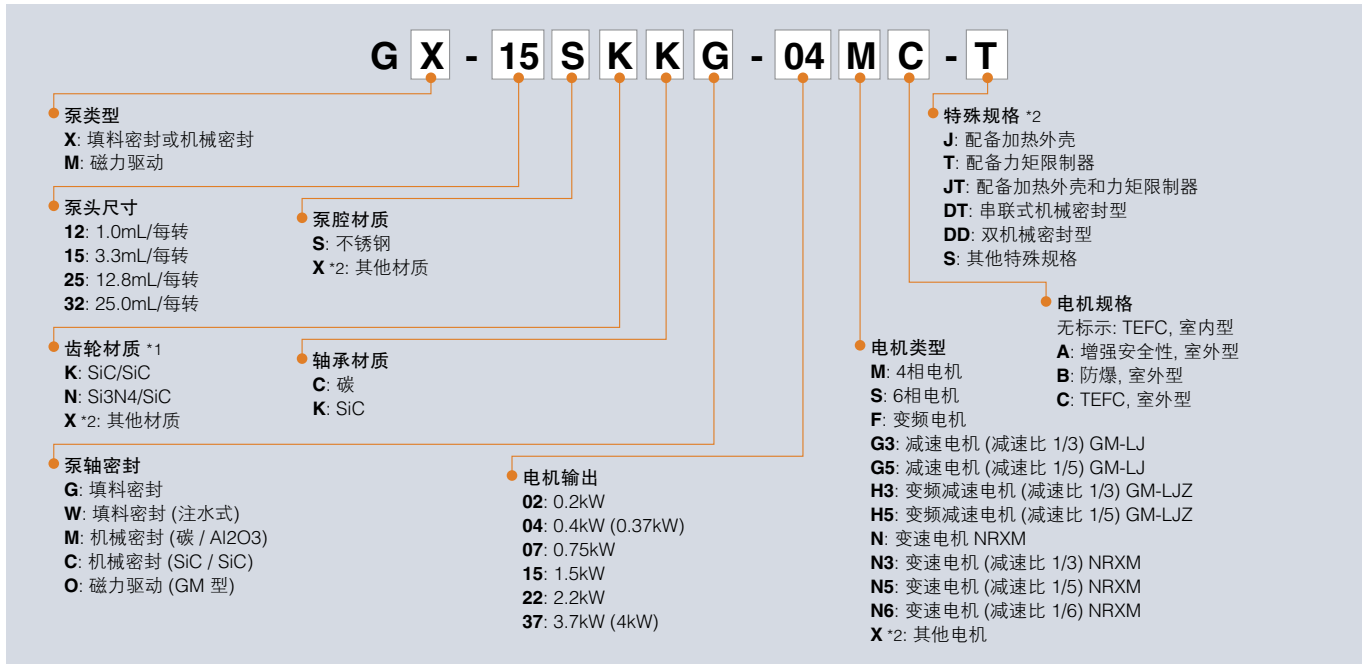 G X - 15 S K K G - 04 M C - T
泵类型
X: 填料密封或机械密封
M: 磁力驱动
泵头尺寸
12: 1.0mL/每转
15: 3.3mL/每转
25: 12.8mL/每转
32: 25.0mL/每转
泵腔材质
S: 不锈钢
X *2: 其他材质
齿轮材质 *1
K: SiC/SiC
N: Si3N4/SiC
X *2: 其他材质
轴承材质
C: 碳
K: SiC
泵轴密封
G: 填料密封
W: 填料密封 (注水式)
M: 机械密封 (碳 / Al2O3)
C: 机械密封 (SiC / SiC)
O: 磁力驱动 (GM 型)
电机输出
02: 0.2kW
04: 0.4kW (0.37kW)
07: 0.75kW
15: 1.5kW
22: 2.2kW
37: 3.7kW (4kW)
电机类型
M: 4相电机
S: 6相电机
F: 变频电机
G3: 减速电机 (减速比 1/3) GM-LJ
G5: 减速电机 (减速比 1/5) GM-LJ
H3: 变频减速电机 (减速比 1/3) GM-LJZ
H5: 变频减速电机 (减速比 1/5) GM-LJZ
N: 变速电机 NRXM
N3: 变速电机 (减速比 1/3) NRXM
N5: 变速电机 (减速比 1/5) NRXM
N6: 变速电机 (减速比 1/6) NRXM
X *2: 其他电机
电机规格
无标示: TEFC, 室内型
A: 增强安全性, 室外型
B: 防爆, 室外型
C: TEFC, 室外型
特殊规格 *2
J: 配备加热外壳
T: 配备力矩限制器
JT: 配备加热外壳和力矩限制器
DT: 串联式机械密封型
DD: 双机械密封型
S: 其他特殊规格